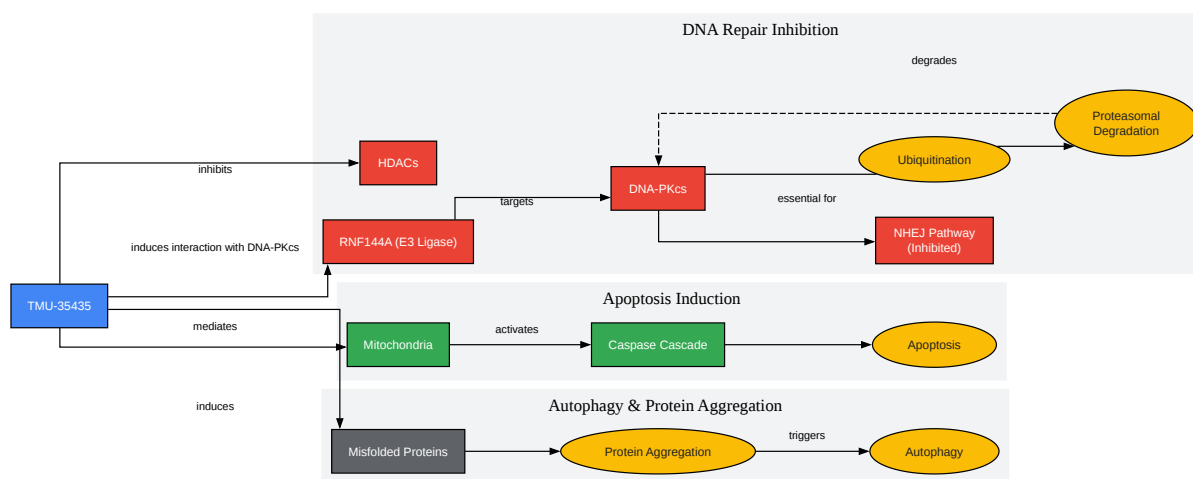 DNA Repair Inhibition
degrades
Proteasomal
Degradation
HDACs
inhibits
Ubiquitination
DNA-PKcs
targets
essential for
RNF144A (E3 Ligase)
NHEJ Pathway
(Inhibited)
induces interaction with DNA-PKcs
TMU-35435
Apoptosis Induction
mediates
Mitochondria
activates
Caspase Cascade
Apoptosis
induces
Autophagy & Protein Aggregation
Misfolded Proteins
Protein Aggregation
triggers
Autophagy